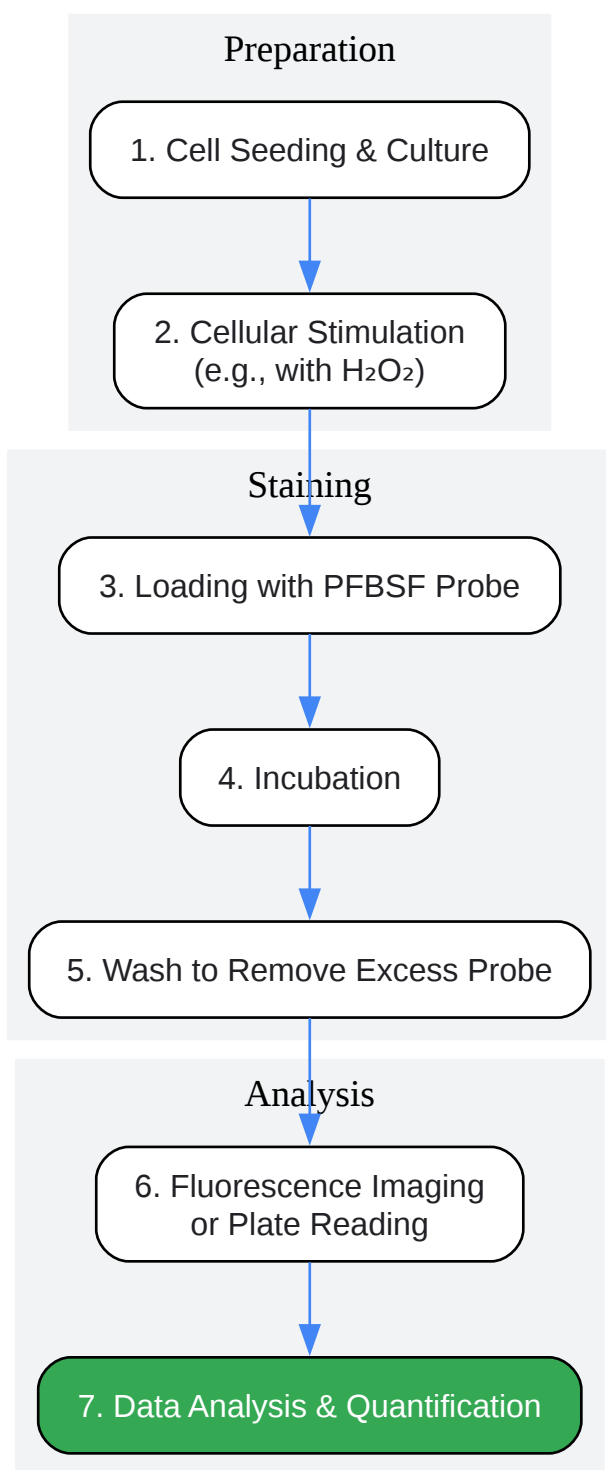 Preparation
1. Cell Seeding & Culture
2. Cellular Stimulation
(e.g., with H₂O₂)
Staining
3. Loading with PFBSF Probe
4. Incubation
5. Wash to Remove Excess Probe
Analysis
6. Fluorescence Imaging
or Plate Reading
7. Data Analysis & Quantification